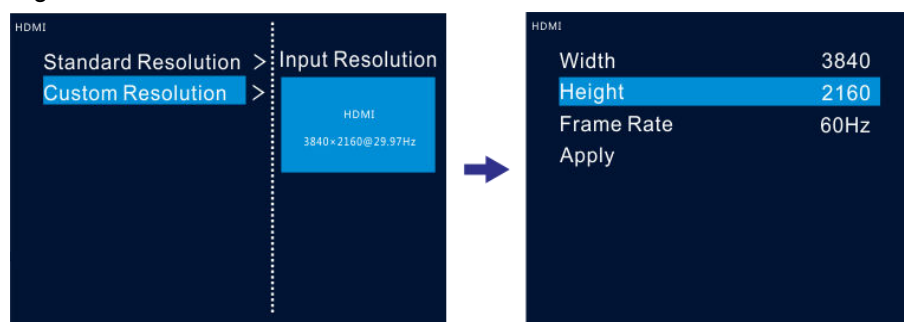 HDMI
Standard Resolution >
Custom Resolution >
Input Resolution
HDMI
3840×2160@29.97Hz
HDMI
Width 3840
Height 2160
Frame Rate 60Hz
Apply